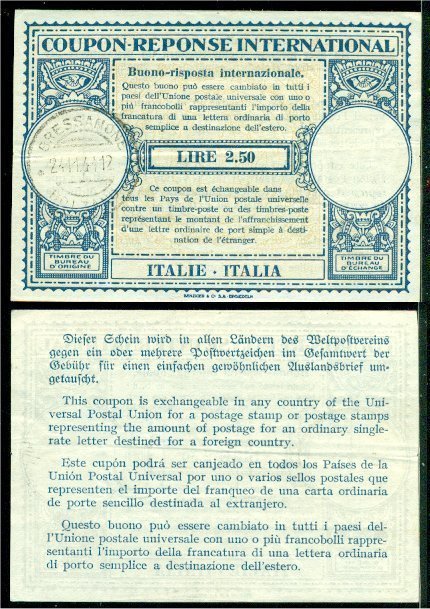 COUPON-REPONSE INTERNATIONAL
Buono-risposta internazionale.
Questo buono può essere cambiato in tutti i
paesi dell'Unione postale universale con uno o
più francobolli rappresentanti l'importo della
francatura di una lettera ordinaria di porto
semplice a destinazione dell'estero.
BRESSANONE
LIRE 2.50
Ce coupon est échangeable dans
tous les Pays de l'Union postale universelle
contre un timbre-poste ou des timbres-poste
représentant le montant de l'affranchissement
d'une lettre ordinaire de port simple à desti-
nation de l'étranger.
TIMBRE DU
BUREAU
D'ORIGINE
ITALIE · ITALIA
TIMBRE DU
BUREAU
D'ÉCHANGE
BENZIGER & Co S.A. EINSIEDELN
Dieser Schein wird in allen Ländern des Weltpostvereins
gegen ein oder mehrere Postwertzeichen im Gesamtwert der
Gebühr für einen einfachen gewöhnlichen Auslandsbrief um-
getauscht.
This coupon is exchangeable in any country of the Uni-
versal Postal Union for a postage stamp or postage stamps
representing the amount of postage for an ordinary single-
rate letter destined for a foreign country.
Este cupón podrá ser canjeado en todos los Países de la
Unión Postal Universal por uno o varios sellos postales que
representen el importe del franqueo de una carta ordinaria
de porte sencillo destinada al extranjero.
Questo buono può essere cambiato in tutti i paesi del-
l'Unione postale universale con uno o più francobolli rappre-
sentanti l'importo della francatura di una lettera ordinaria
di porto semplice a destinazione dell'estero.